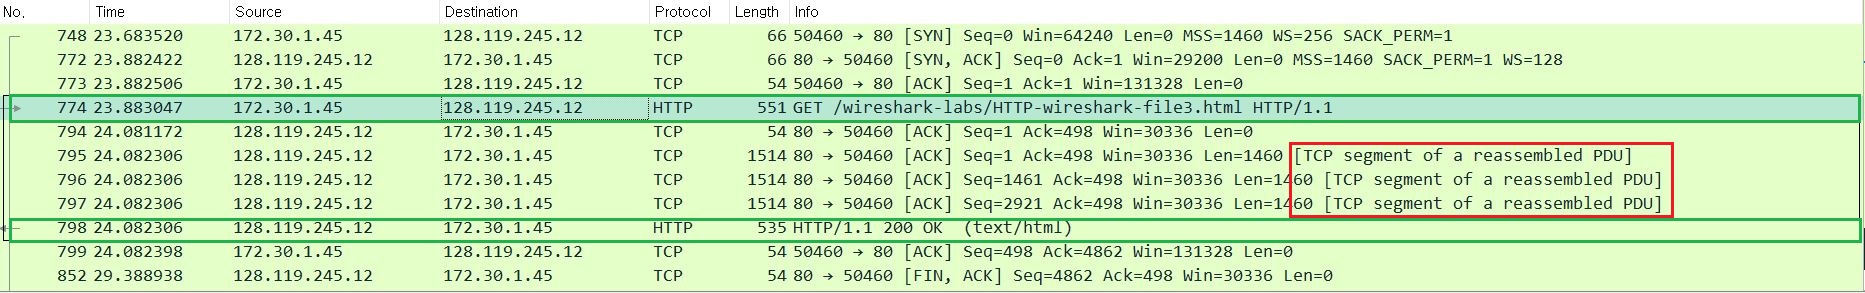 No. Time Source Destination Protocol Length Info
748 23.683520 172.30.1.45 128.119.245.12 TCP 66 50460 → 80 [SYN] Seq=0 Win=64240 Len=0 MSS=1460 WS=256 SACK_PERM=1
772 23.882422 128.119.245.12 172.30.1.45 TCP 66 80 → 50460 [SYN, ACK] Seq=0 Ack=1 Win=29200 Len=0 MSS=1460 SACK_PERM=1 WS=128
773 23.882506 172.30.1.45 128.119.245.12 TCP 54 50460 → 80 [ACK] Seq=1 Ack=1 Win=131328 Len=0
774 23.883047 172.30.1.45 128.119.245.12 HTTP 551 GET /wireshark-labs/HTTP-wireshark-file3.html HTTP/1.1
794 24.081172 128.119.245.12 172.30.1.45 TCP 54 80 → 50460 [ACK] Seq=1 Ack=498 Win=30336 Len=0
795 24.082306 128.119.245.12 172.30.1.45 TCP 1514 80 → 50460 [ACK] Seq=1 Ack=498 Win=30336 Len=1460 [TCP segment of a reassembled PDU]
796 24.082306 128.119.245.12 172.30.1.45 TCP 1514 80 → 50460 [ACK] Seq=1461 Ack=498 Win=30336 Len=1460 [TCP segment of a reassembled PDU]
797 24.082306 128.119.245.12 172.30.1.45 TCP 1514 80 → 50460 [ACK] Seq=2921 Ack=498 Win=30336 Len=1460 [TCP segment of a reassembled PDU]
798 24.082306 128.119.245.12 172.30.1.45 HTTP 535 HTTP/1.1 200 OK (text/html)
799 24.082398 172.30.1.45 128.119.245.12 TCP 54 50460 → 80 [ACK] Seq=498 Ack=4862 Win=131328 Len=0
852 29.388938 128.119.245.12 172.30.1.45 TCP 54 80 → 50460 [FIN, ACK] Seq=4862 Ack=498 Win=30336 Len=0